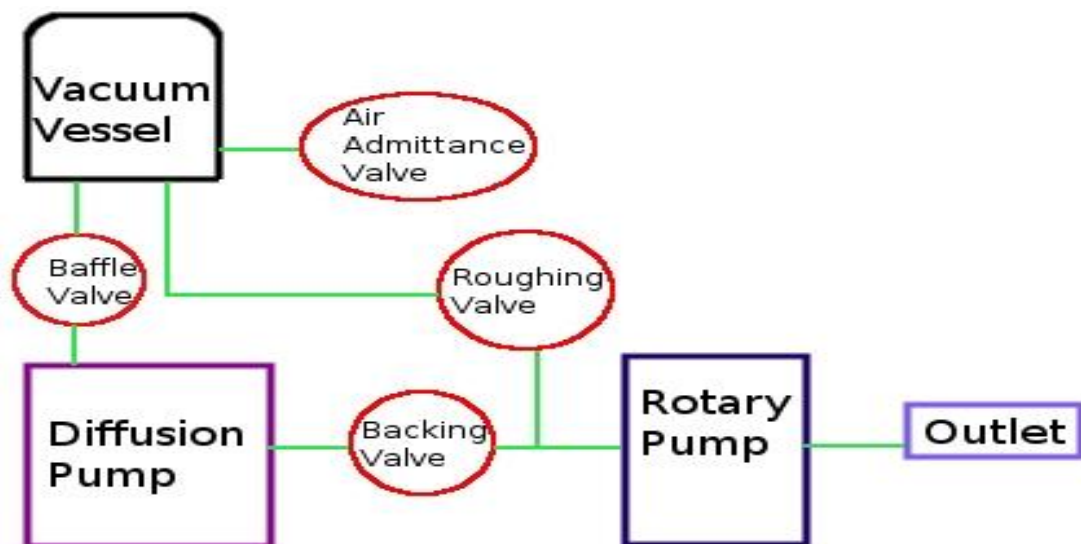 Vacuum
Vessel
Air
Admittance
Valve
Baffle
Valve
Roughing
Valve
Diffusion
Pump
Backing
Valve
Rotary
Pump
Outlet